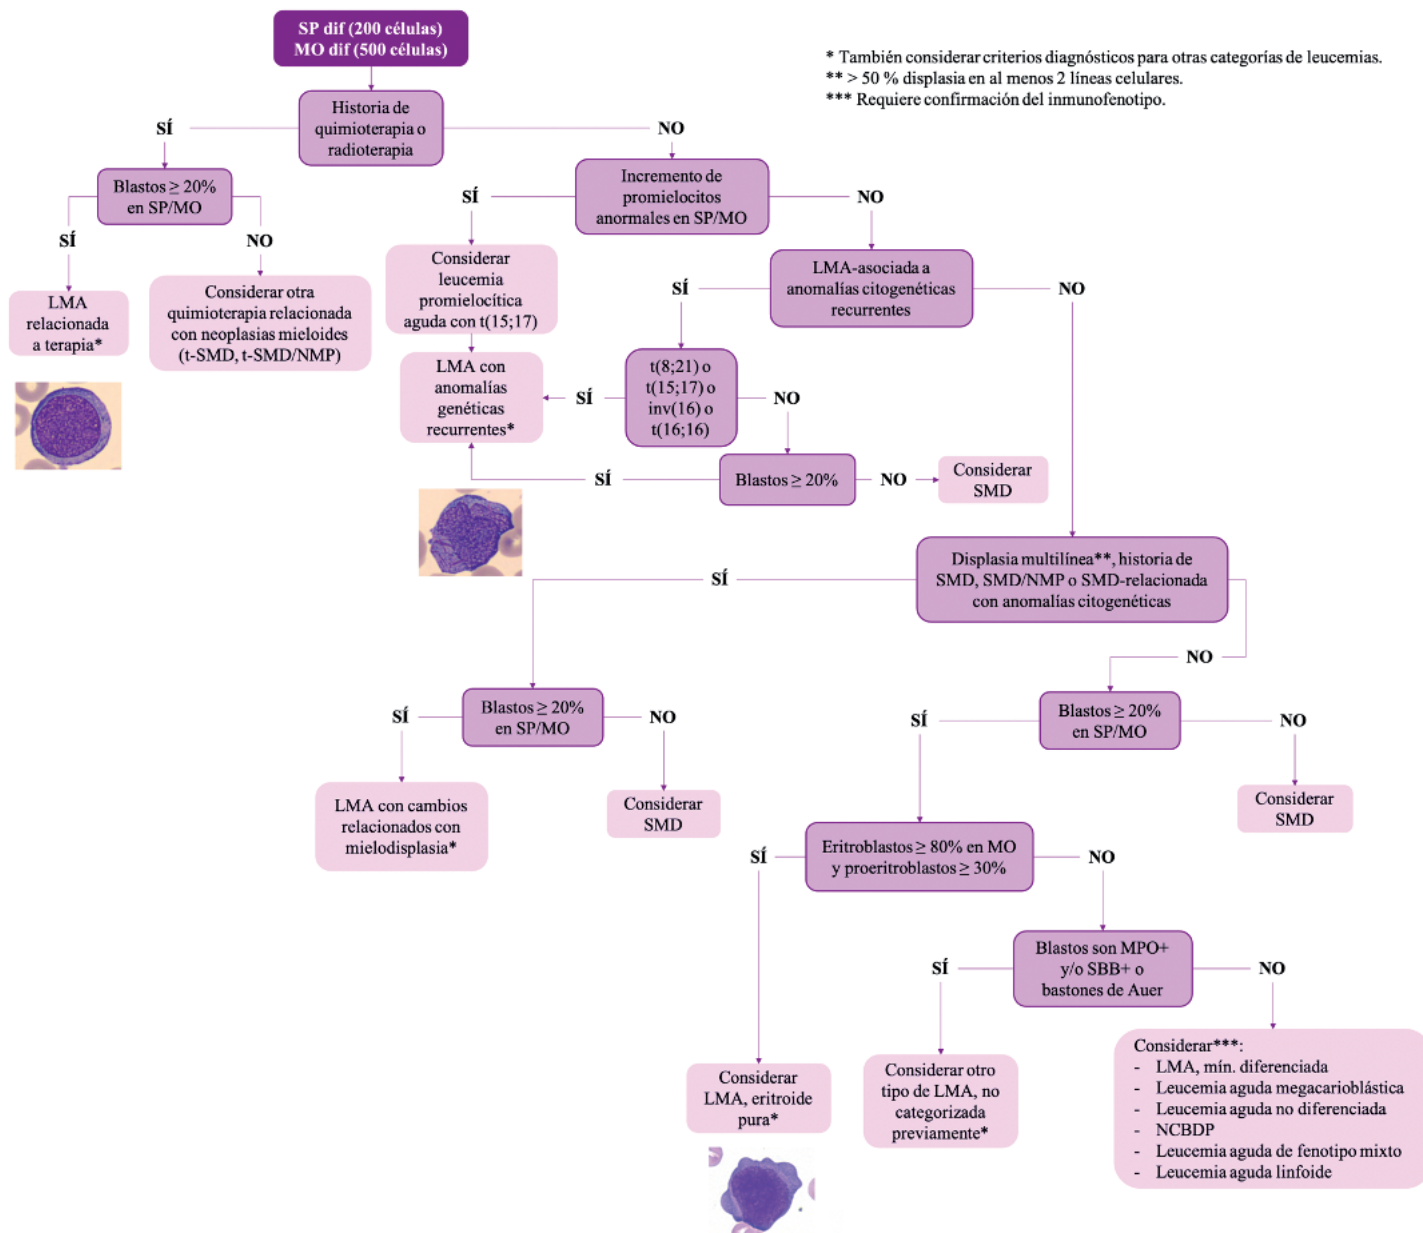 SP dif (200 células)
MO dif (500 células)
* También considerar criterios diagnósticos para otras categorías de leucemias.
** > 50 % displasia en al menos 2 líneas celulares.
*** Requiere confirmación del inmunofenotipo.
Historia de
quimioterapia o
radioterapia
SÍ
NO
Blastos ≥ 20%
en SP/MO
Incremento de
promielocitos
anormales en SP/MO
SÍ
NO
SÍ
NO
LMA
relacionada
a terapia*
Considerar otra
quimioterapia relacionada
con neoplasias mieloides
(t-SMD, t-SMD/NMP)
Considerar
leucemia
promielocítica
aguda con t(15;17)
LMA-asociada a
anomalías citogenéticas
recurrentes
SÍ
NO
LMA con
anomalías
genéticas
recurrentes*
t(8;21) o
t(15;17) o
inv(16) o
t(16;16)
SÍ
NO
Blastos ≥ 20%
SÍ
NO
Considerar
SMD
Displasia multilínea**, historia de
SMD, SMD/NMP o SMD-relacionada
con anomalías citogenéticas
SÍ
NO
Blastos ≥ 20%
en SP/MO
SÍ
NO
LMA con cambios
relacionados con
mielodisplasia*
Considerar
SMD
Blastos ≥ 20%
en SP/MO
SÍ
NO
Considerar
SMD
Eritroblastos ≥ 80% en MO
y proeritroblastos ≥ 30%
SÍ
NO
Blastos son MPO+
y/o SBB+ o
bastones de Auer
SÍ
NO
Considerar
LMA, eritroide
pura*
Considerar otro
tipo de LMA, no
categorizada
previamente*
Considerar***:
- LMA, mín. diferenciada
- Leucemia aguda megacarioblástica
- Leucemia aguda no diferenciada
- NCBDP
- Leucemia aguda de fenotipo mixto
- Leucemia aguda linfoide